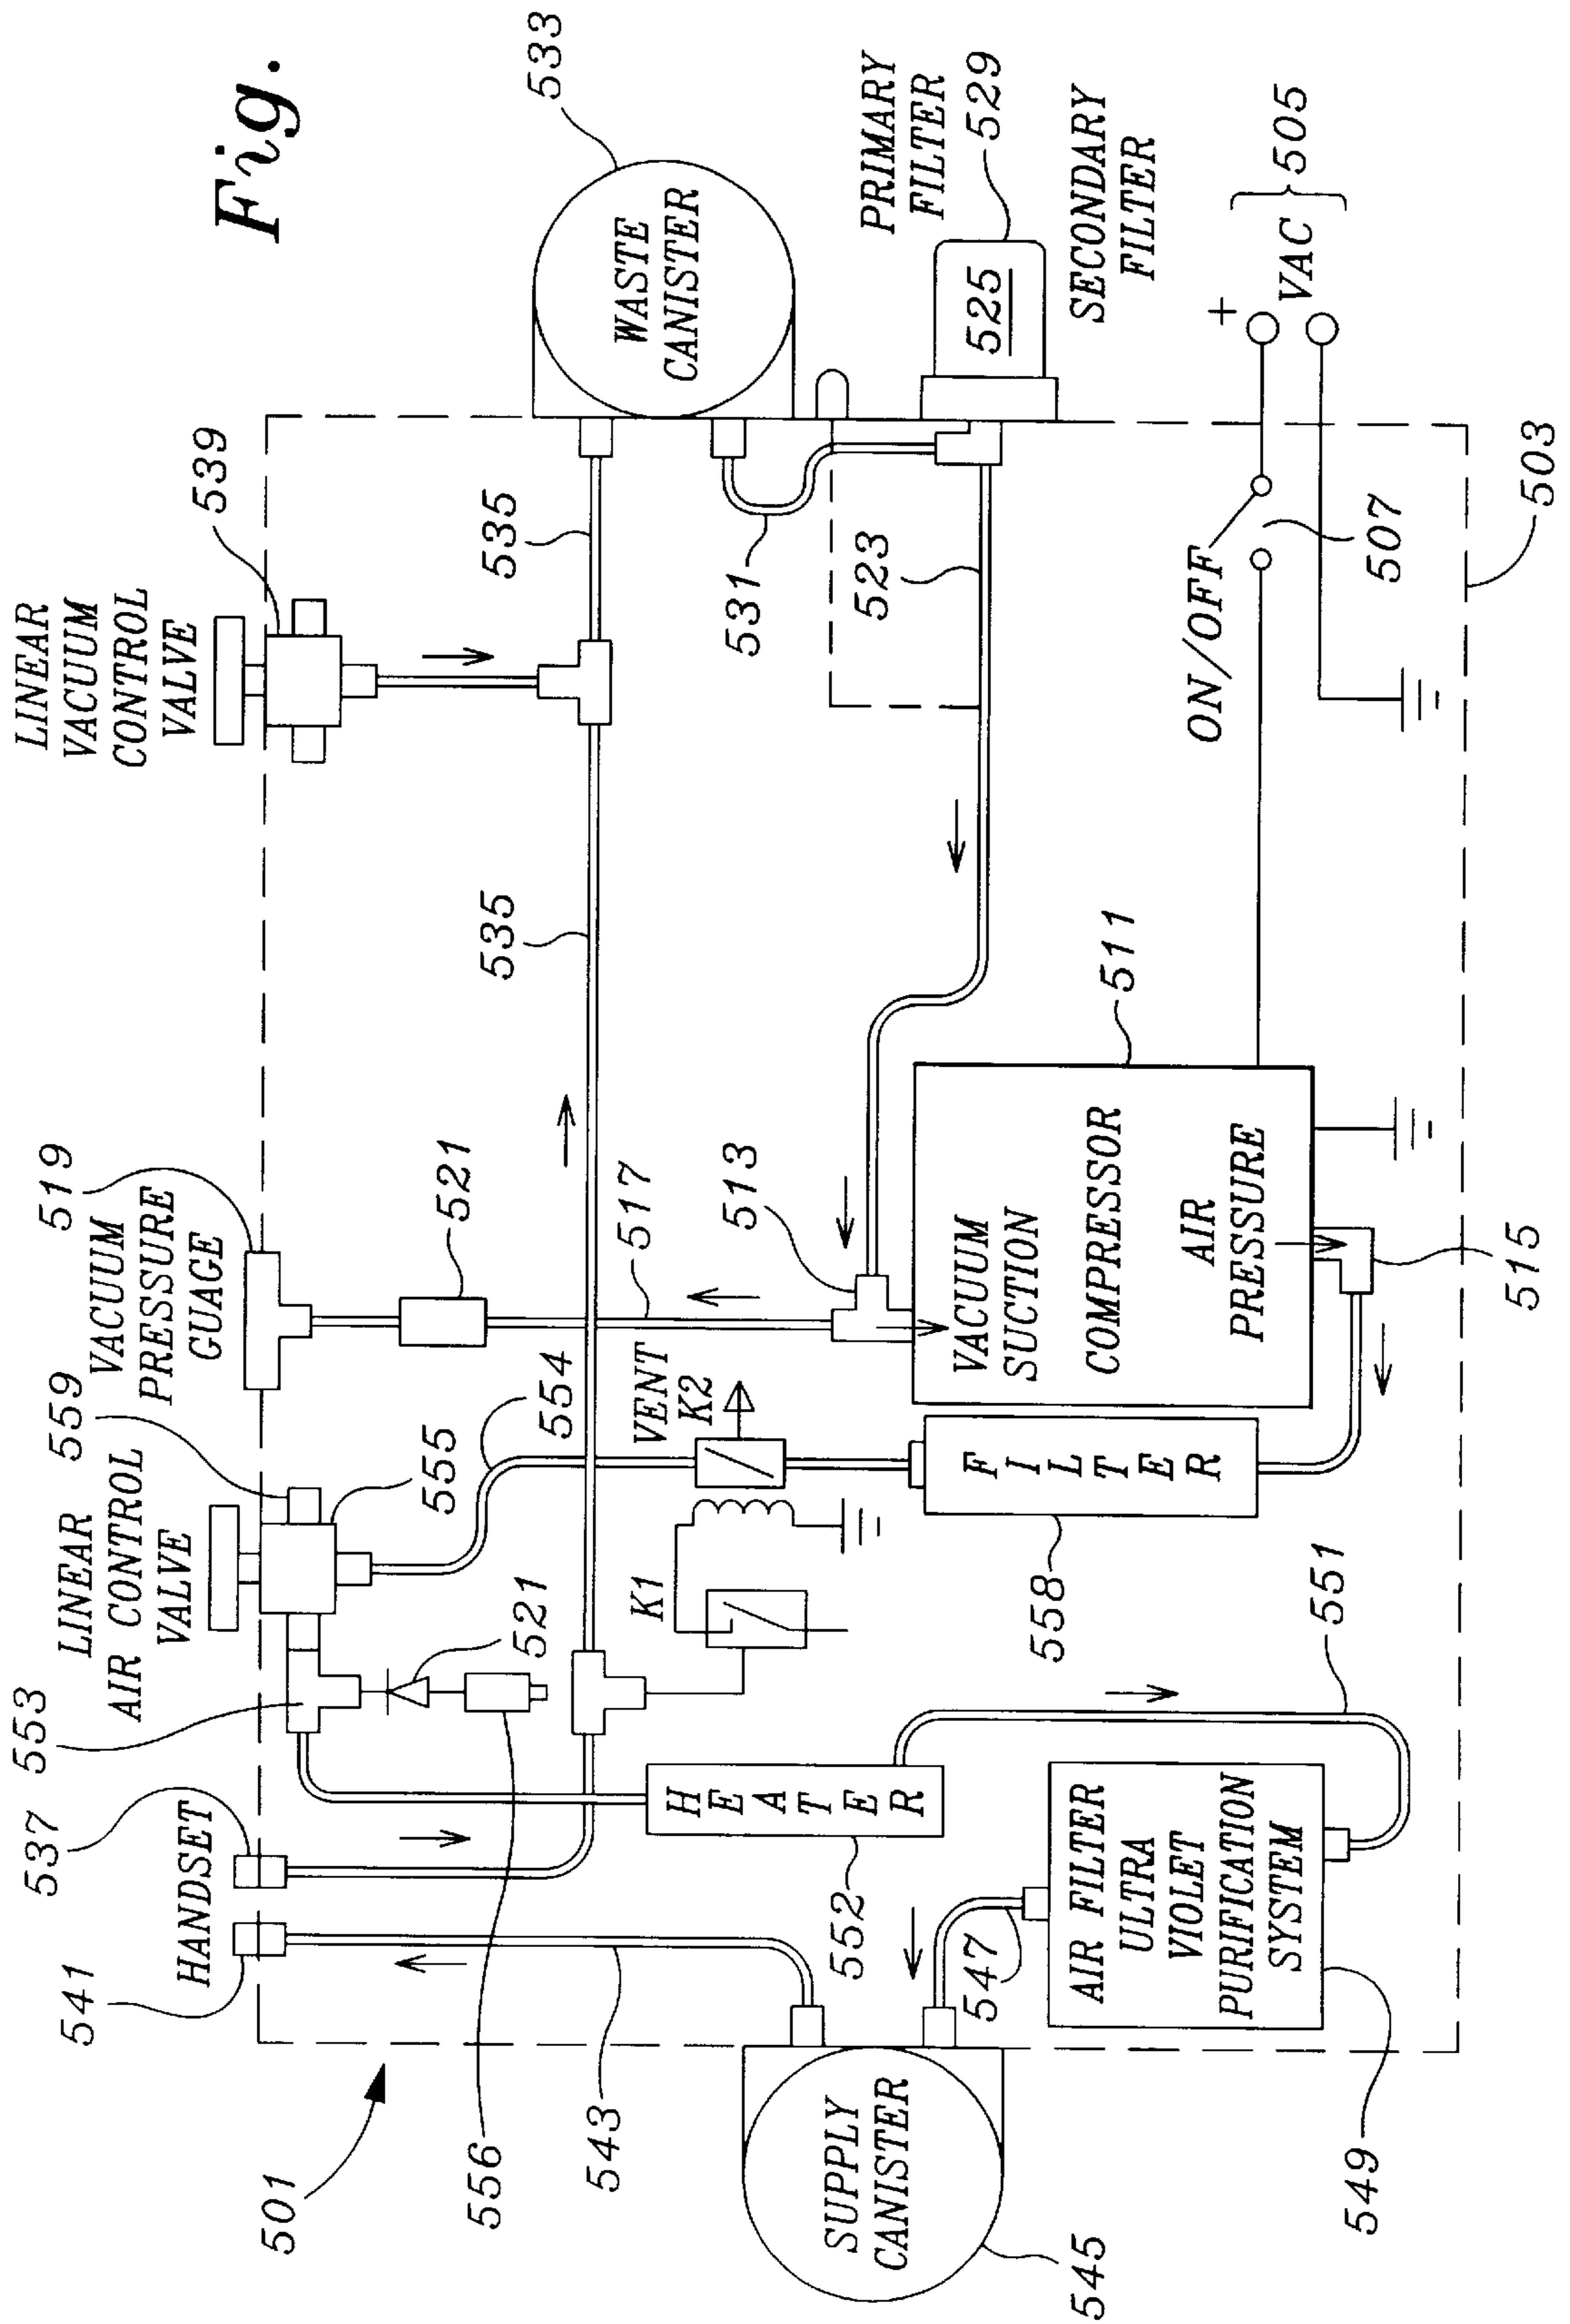 Fig.
LINEAR
VACUUM
CONTROL
VALVE
539
535
533
WASTE
CANISTER
531
PRIMARY
FILTER
529
525
SECONDARY
FILTER
523
+
VAC
505
ON/OFF
507
503
519
VACUUM
PRESSURE
GUAGE
521
517
535
513
511
VACUUM
SUCTION
COMPRESSOR
AIR
PRESSURE
515
559
LINEAR
AIR CONTROL
VALVE
555
554
VENT
K2
K1
FILTER
558
553
521
556
537
HANDSET
541
HEATER
552
551
501
543
547
AIR FILTER
ULTRA
VIOLET
PURIFICATION
SYSTEM
549
SUPPLY
CANISTER
545